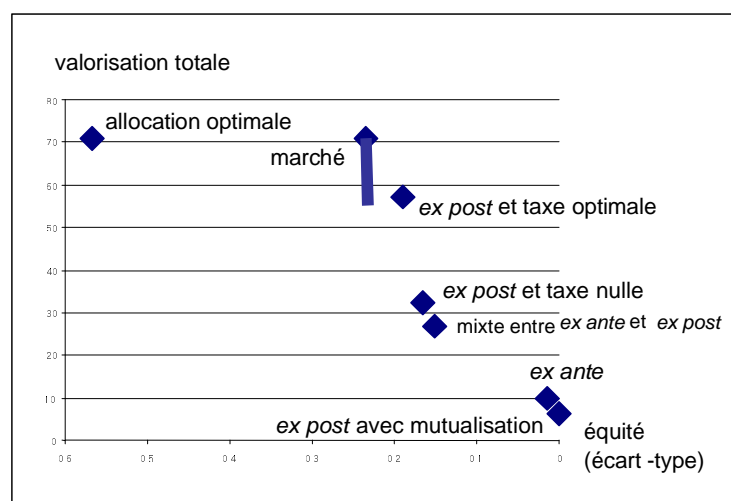 valorisation totale
80
allocation optimale
70
marché
60
ex post et taxe optimale
50
40
ex post et taxe nulle
30
mixte entre ex ante et ex post
20
ex ante
10
ex post avec mutualisation
0
équité
(écart -type)
0.6 0.5 0.4 0.3 0.2 0.1 0